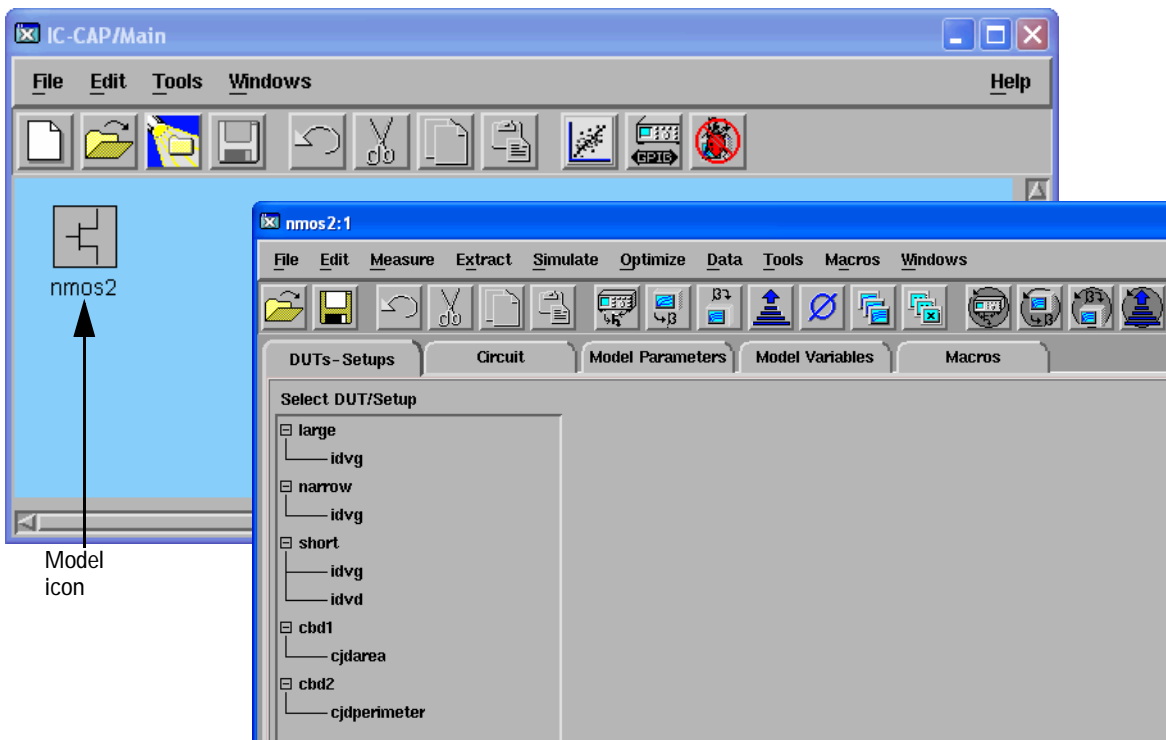 IC-CAP/Main
File Edit Tools Windows Help
GPIB
nmos2
Model
icon
nmos2:1
File Edit Measure Extract Simulate Optimize Data Tools Macros Windows
DUTs-Setups Circuit Model Parameters Model Variables Macros
Select DUT/Setup
large
idvg
narrow
idvg
short
idvg
idvd
cbd1
cjdarea
cbd2
cjdperimeter